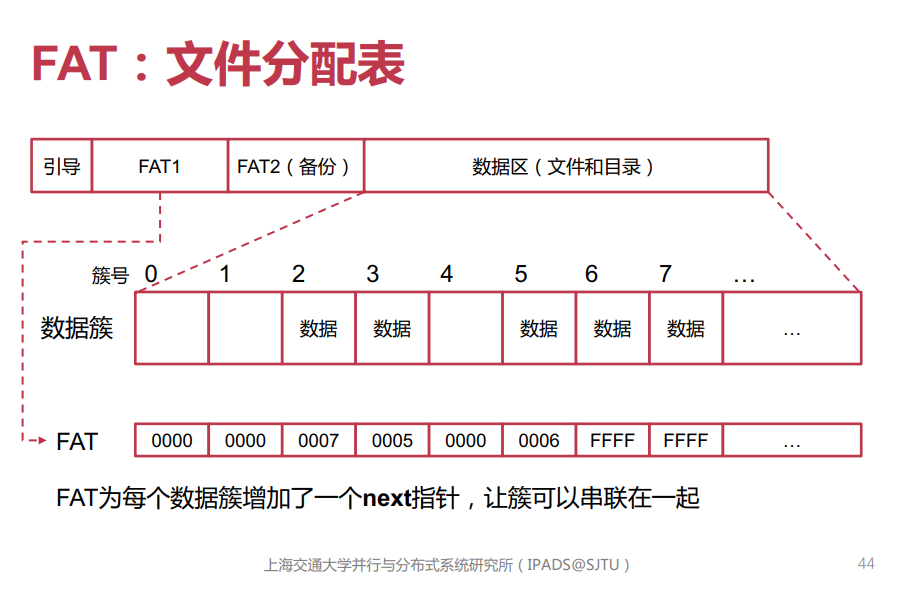 FAT：文件分配表
引导 FAT1 FAT2（备份） 数据区（文件和目录）
簇号 0 1 2 3 4 5 6 7 …
数据簇 数据 数据 数据 数据 数据 …
FAT 0000 0000 0007 0005 0000 0006 FFFF FFFF …
FAT为每个数据簇增加了一个next指针，让簇可以串联在一起
上海交通大学并行与分布式系统研究所（IPADS@SJTU）
44